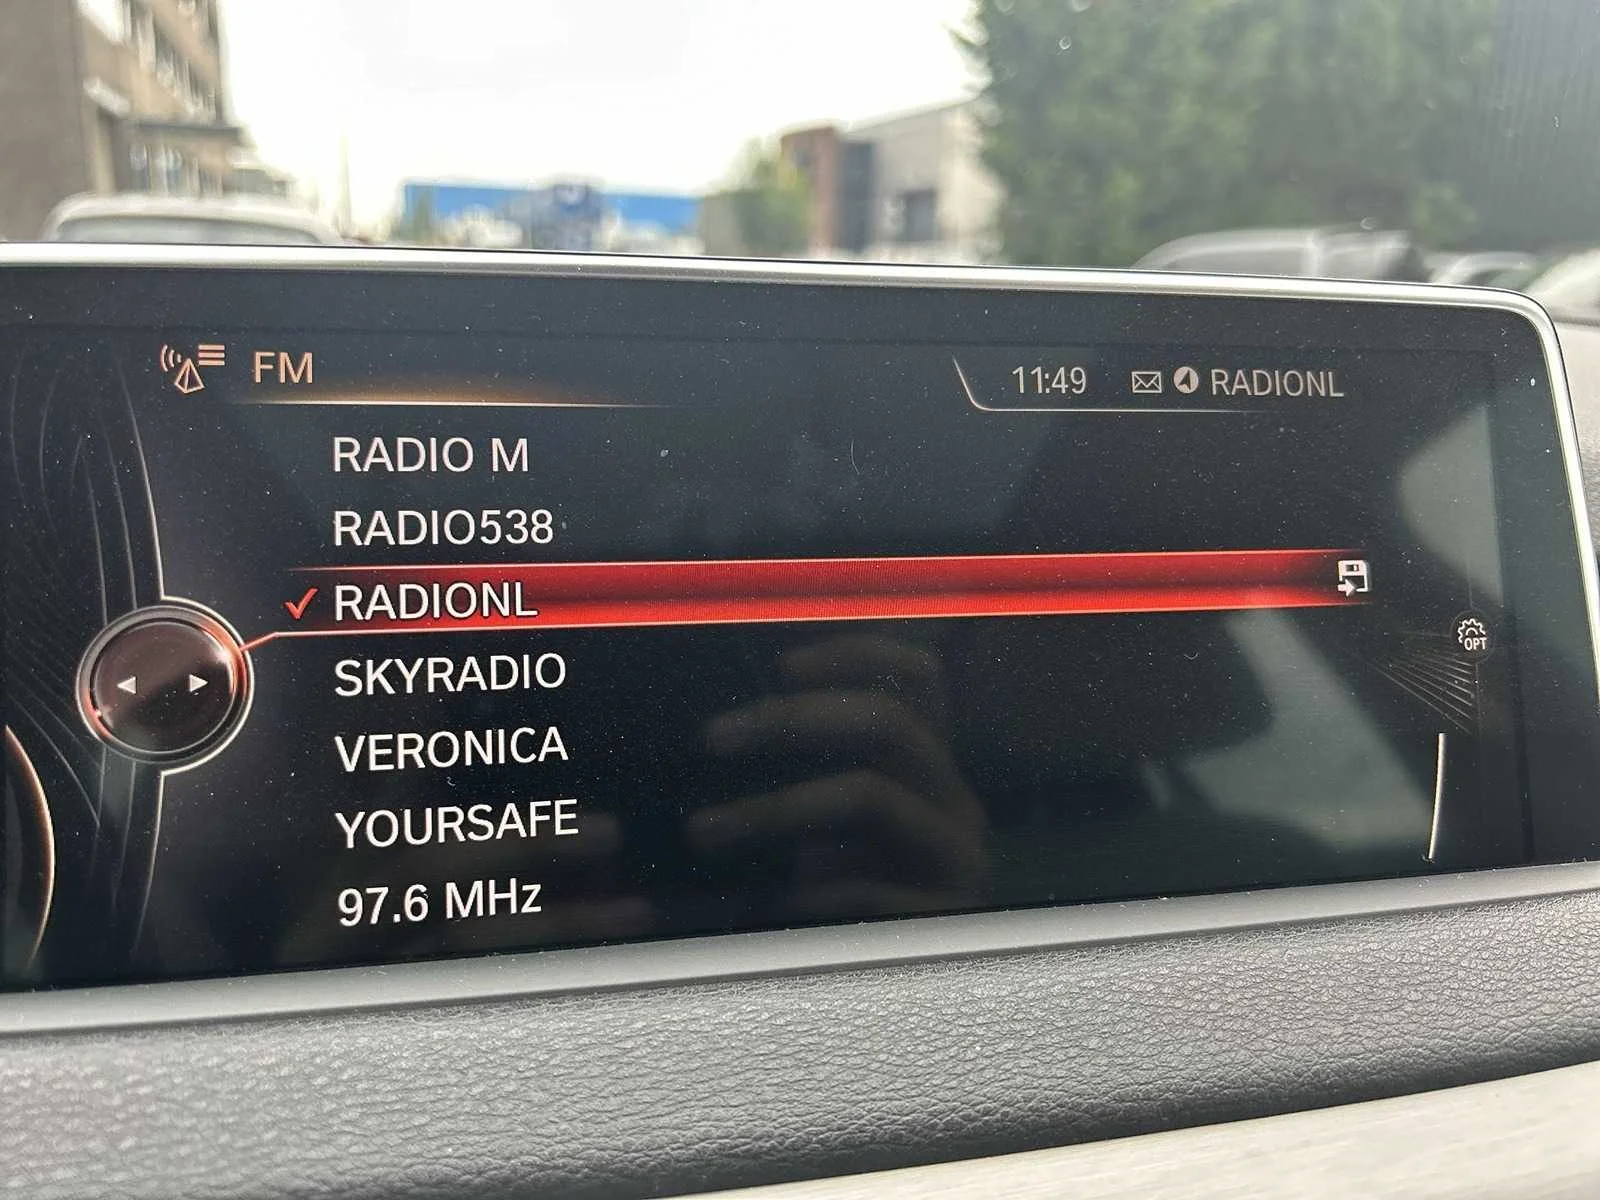 FM
11:49 RADIONL
RADIO M
RADIO538
RADIONL
OPT
SKYRADIO
VERONICA
YOURSAFE
97.6 MHz